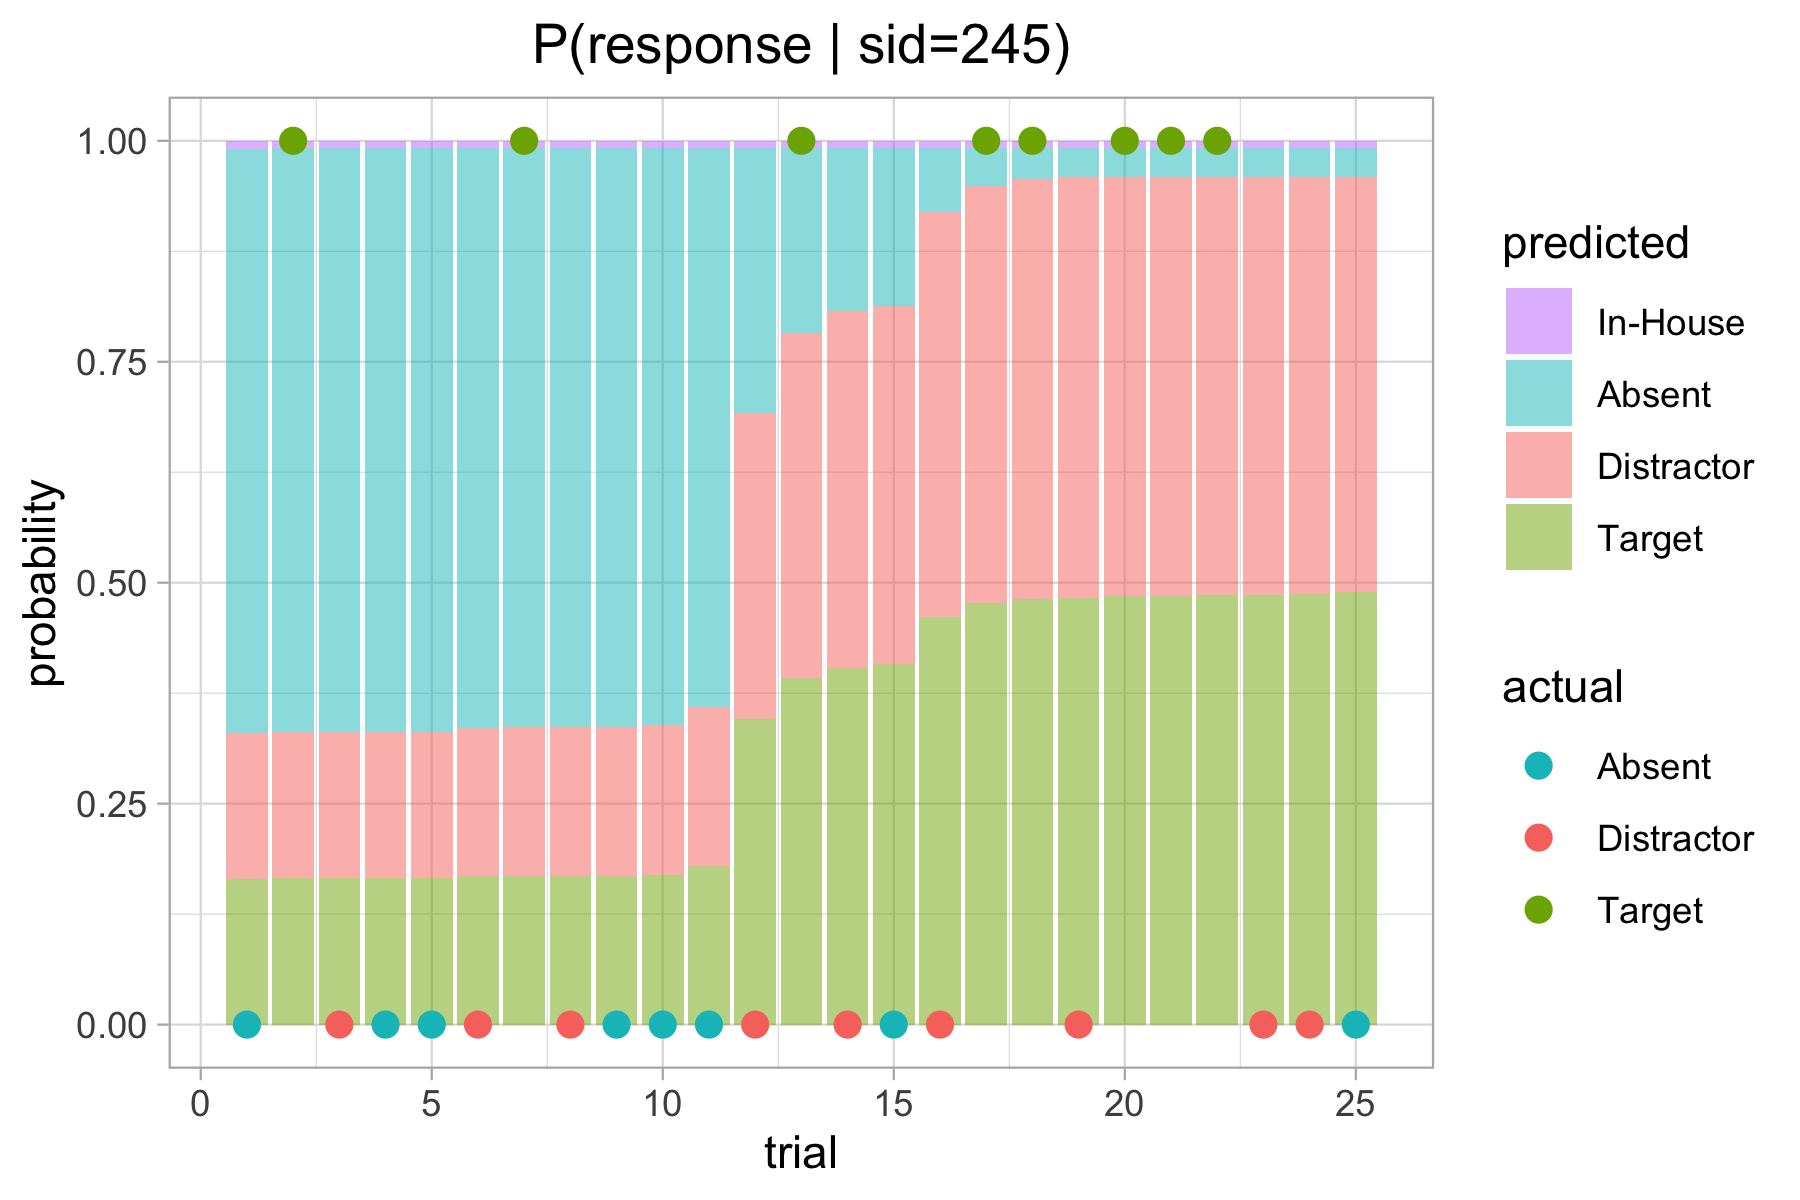 P(response | sid=245)
1.00
0.75
0.50
0.25
0.00
probability
0 5 10 15 20 25
trial
predicted
In-House
Absent
Distractor
Target
actual
Absent
Distractor
Target